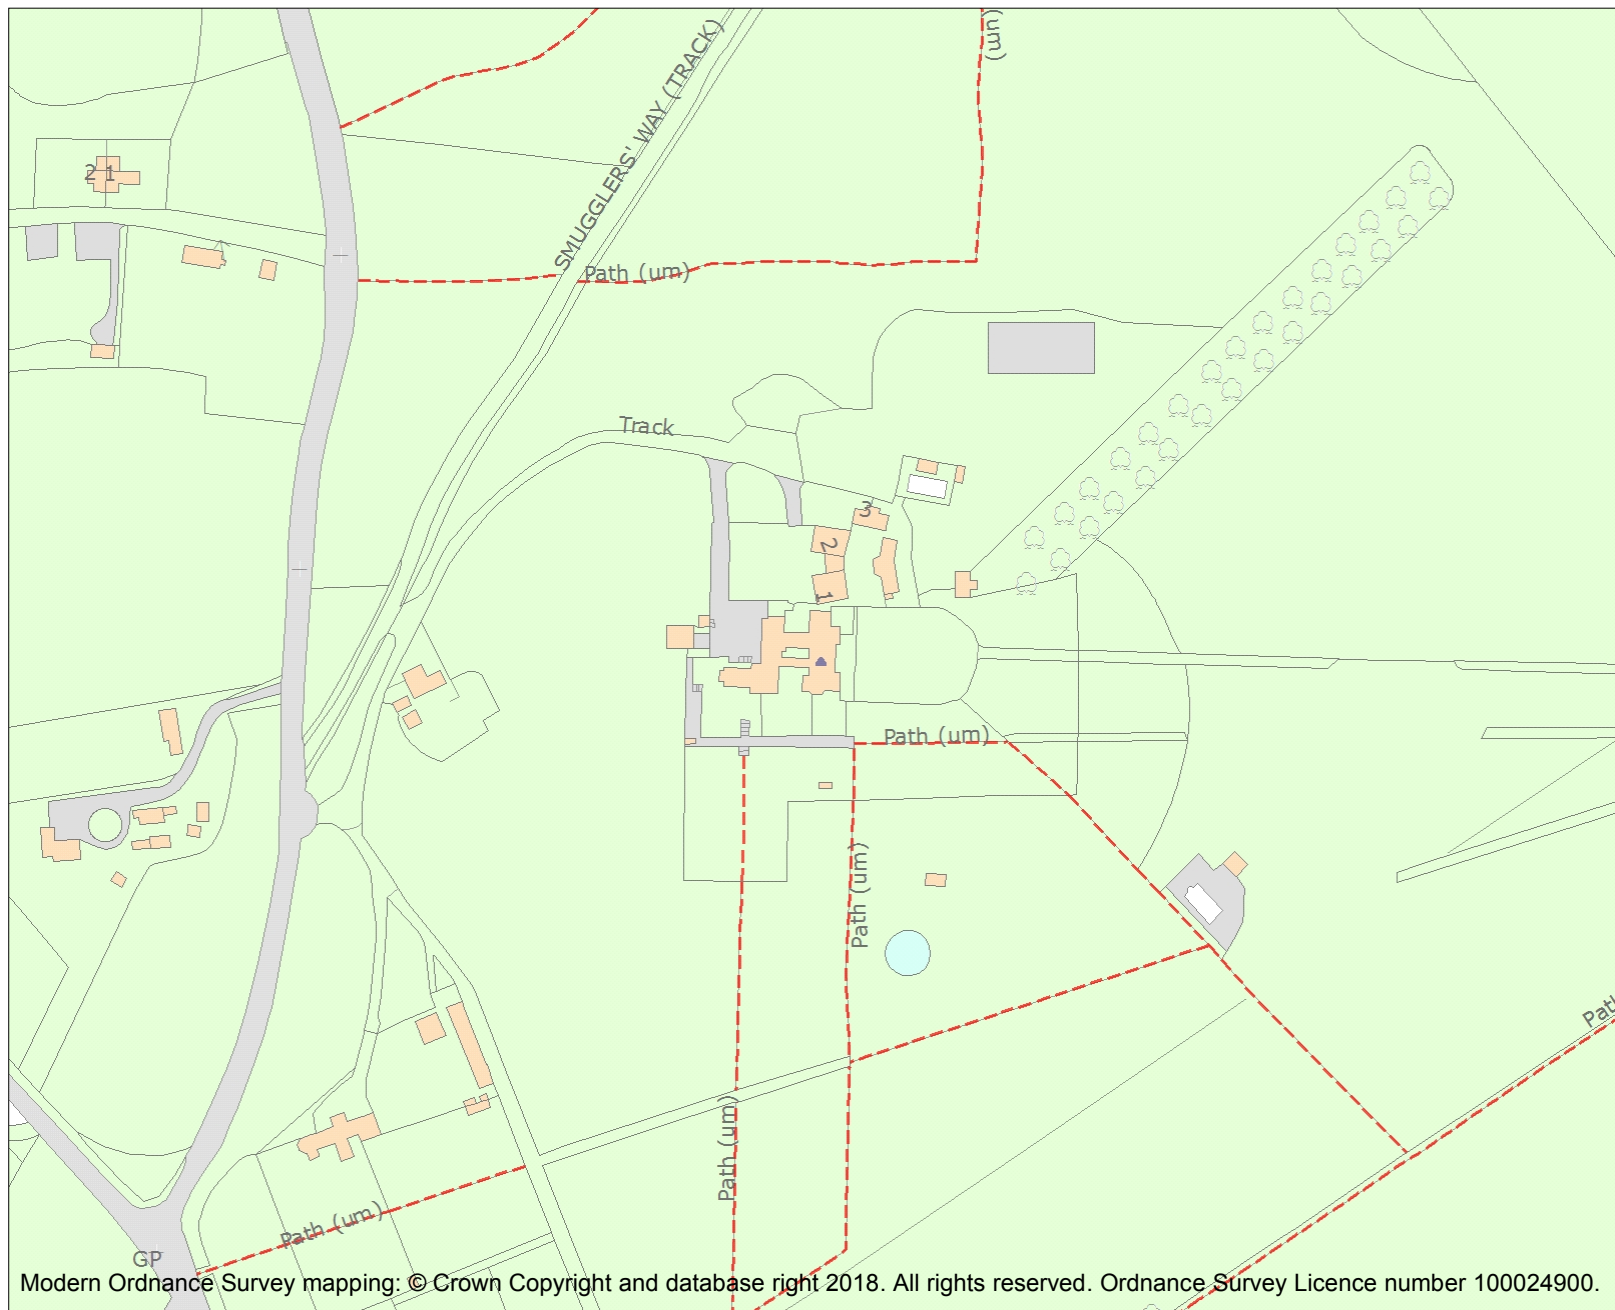 (um)
SMUGGLERS' WAY (TRACK)
2 1
Path (um)
Track
3
2
1
Path (um)
Path (um)
Path (um)
Path (um)
GP
Modern Ordnance Survey mapping: © Crown Copyright and database right 2018. All rights reserved. Ordnance Survey Licence number 100024900.